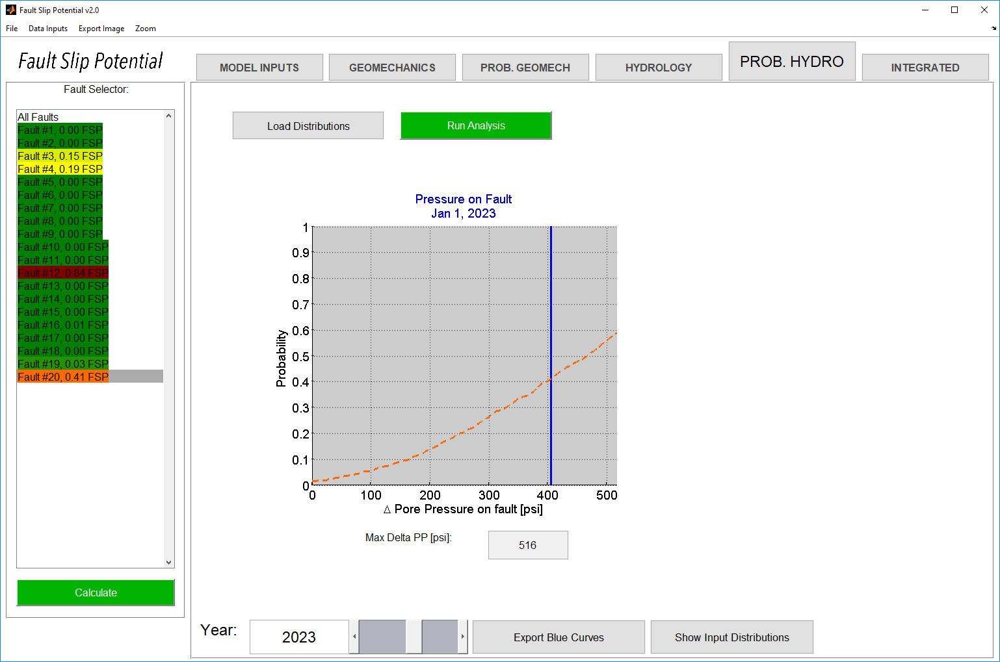 Fault Slip Potential v2.0
File Data Inputs Export Image Zoom
Fault Slip Potential
MODEL INPUTS GEOMECHANICS PROB. GEOMECH HYDROLOGY PROB. HYDRO INTEGRATED
Fault Selector:
All Faults
Fault #1, 0.00 FSP
Fault #2, 0.00 FSP
Fault #3, 0.15 FSP
Fault #4, 0.19 FSP
Fault #5, 0.00 FSP
Fault #6, 0.00 FSP
Fault #7, 0.00 FSP
Fault #8, 0.00 FSP
Fault #9, 0.00 FSP
Fault #10, 0.00 FSP
Fault #11, 0.00 FSP
Fault #12, 0.84 FSP
Fault #13, 0.00 FSP
Fault #14, 0.00 FSP
Fault #15, 0.00 FSP
Fault #16, 0.01 FSP
Fault #17, 0.00 FSP
Fault #18, 0.00 FSP
Fault #19, 0.03 FSP
Fault #20, 0.41 FSP
Calculate
Load Distributions Run Analysis
Pressure on Fault
Jan 1, 2023
Probability
1
0.9
0.8
0.7
0.6
0.5
0.4
0.3
0.2
0.1
0
0 100 200 300 400 500
Δ Pore Pressure on fault [psi]
Max Delta PP [psi]: 516
Year: 2023 Export Blue Curves Show Input Distributions